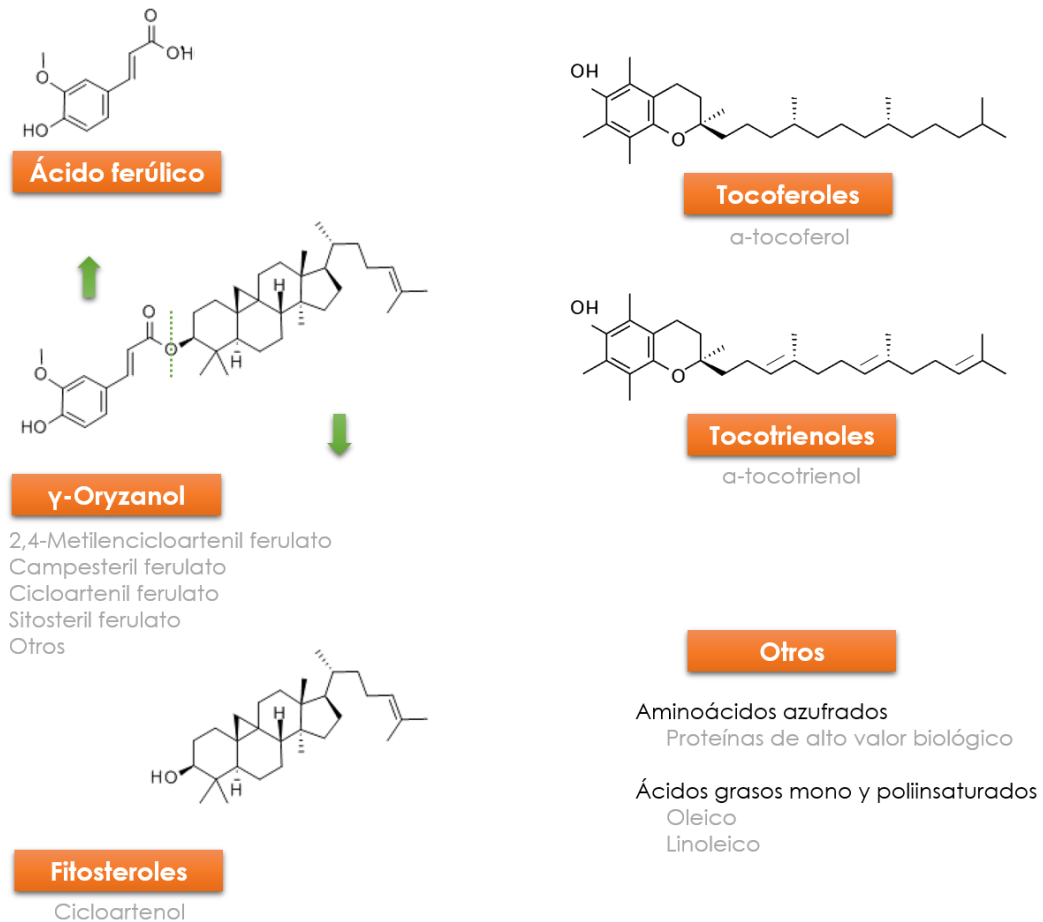 O
OH
O
HO
Ácido ferúlico
O
O
H
H
O
HO
γ-Oryzanol
2,4-Metilencicloartenil ferulato
Campesteril ferulato
Cicloartenil ferulato
Sitosteril ferulato
Otros
H
HO
H
Fitosteroles
Cicloartenol
OH
O
Tocoferoles
α-tocoferol
OH
O
Tocotrienoles
α-tocotrienol
Otros
Aminoácidos azufrados
Proteínas de alto valor biológico
Ácidos grasos mono y poliinsaturados
Oleico
Linoleico